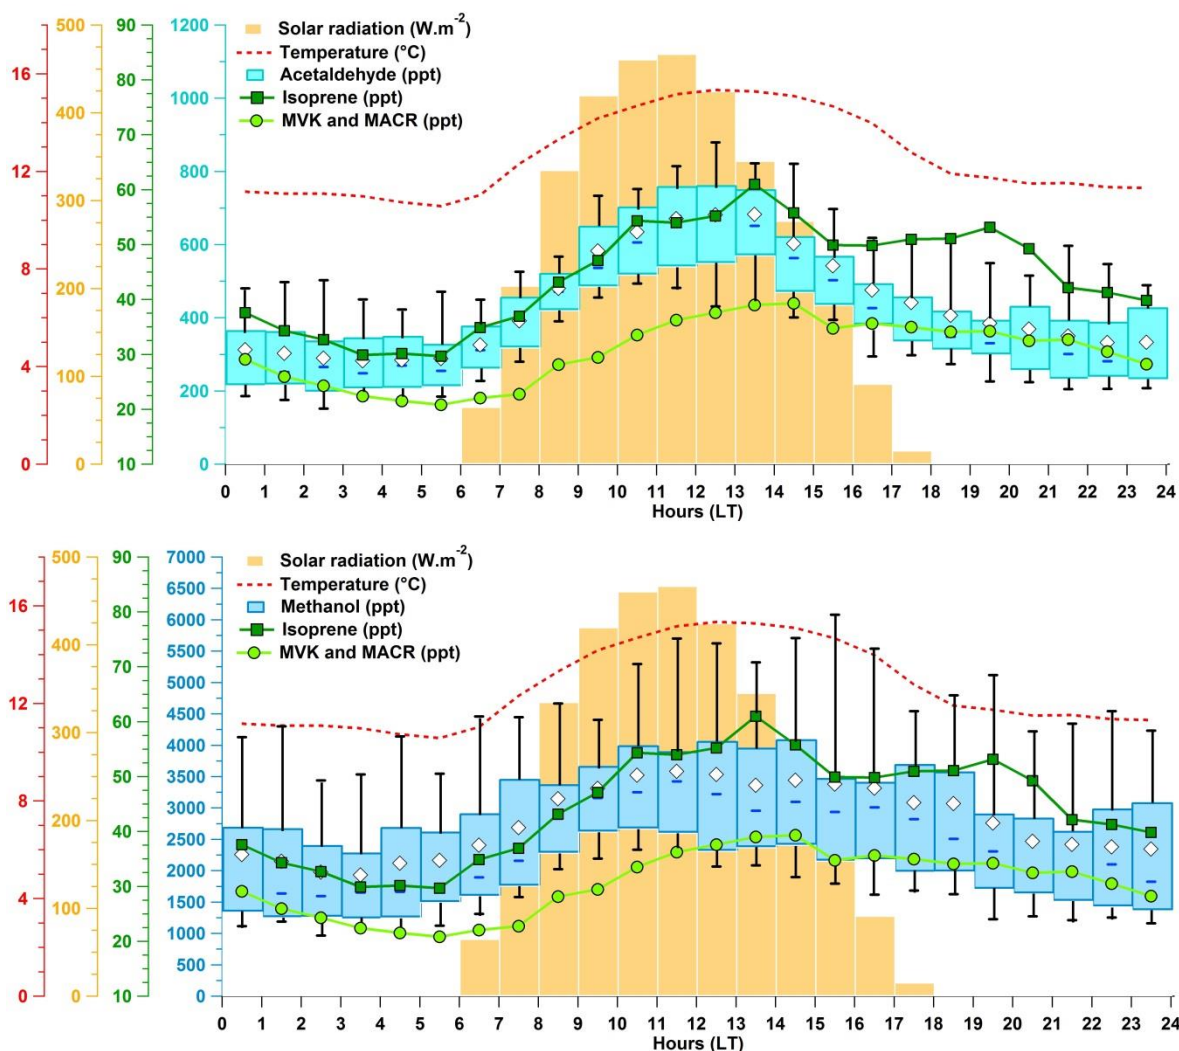 500 90 1200 Solar radiation (W.m-2)
16 80 Temperature (°C)
Acetaldehyde (ppt)
400 1000 Isoprene (ppt)
70 MVK and MACR (ppt)
12 300 60 800
50 600
8 200 40 400
4 100 30 200
20
0 0 10 0
0 1 2 3 4 5 6 7 8 9 10 11 12 13 14 15 16 17 18 19 20 21 22 23 24
Hours (LT)
500 90 7000 Solar radiation (W.m-2)
16 80 6500 Temperature (°C)
6000 Methanol (ppt)
400 70 5500 Isoprene (ppt)
5000 MVK and MACR (ppt)
12 300 60 4500
4000
50 3500
8 200 40 3000
2500
4 100 30 2000
1500
20 1000
500
0 0 10 0
0 1 2 3 4 5 6 7 8 9 10 11 12 13 14 15 16 17 18 19 20 21 22 23 24
Hours (LT)